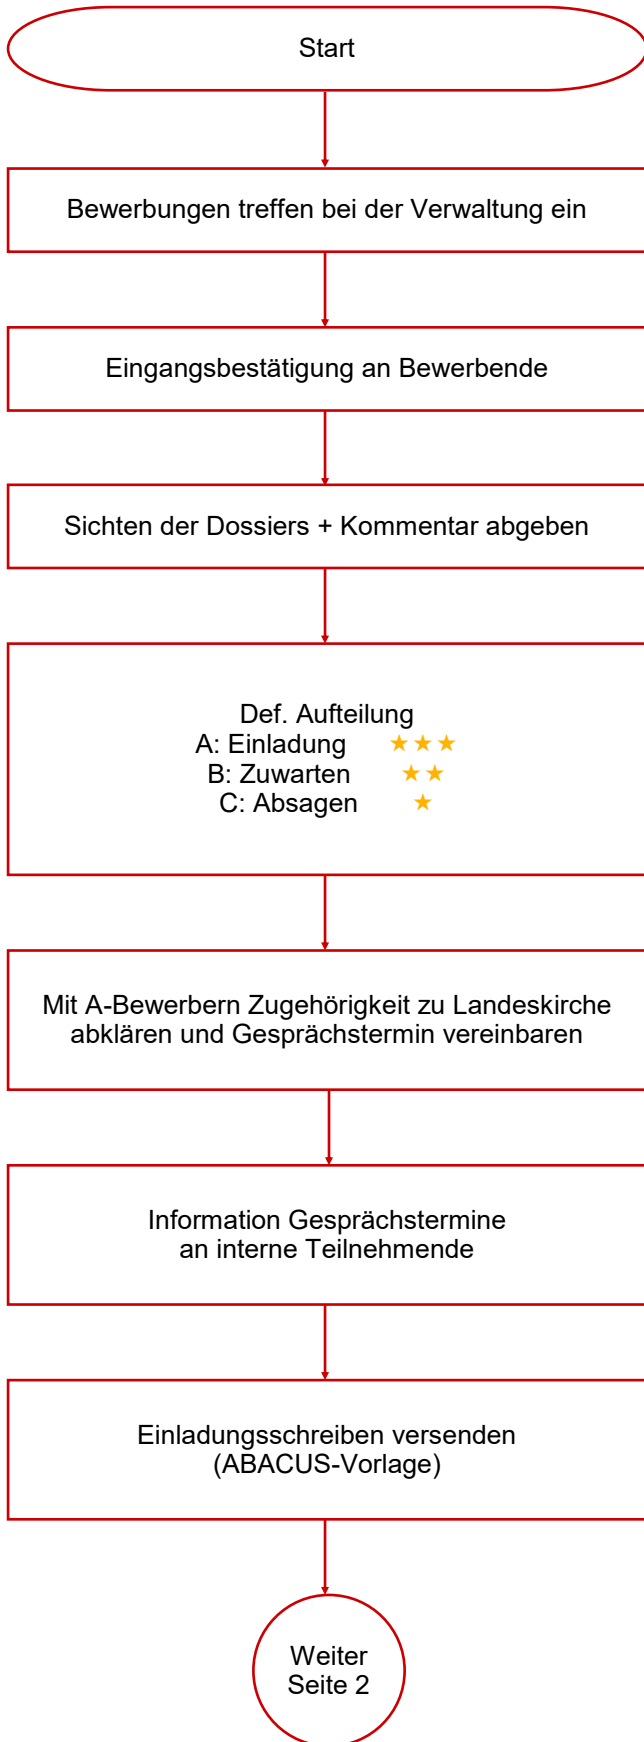 Start
Bewerbungen treffen bei der Verwaltung ein
Eingangsbestätigung an Bewerbende
Sichten der Dossiers + Kommentar abgeben
Def. Aufteilung
A: Einladung ★★★
B: Zuwarten ★★
C: Absagen ★
Mit A-Bewerbern Zugehörigkeit zu Landeskirche
abklären und Gesprächstermin vereinbaren
Information Gesprächstermine
an interne Teilnehmende
Einladungsschreiben versenden
(ABACUS-Vorlage)
Weiter
Seite 2